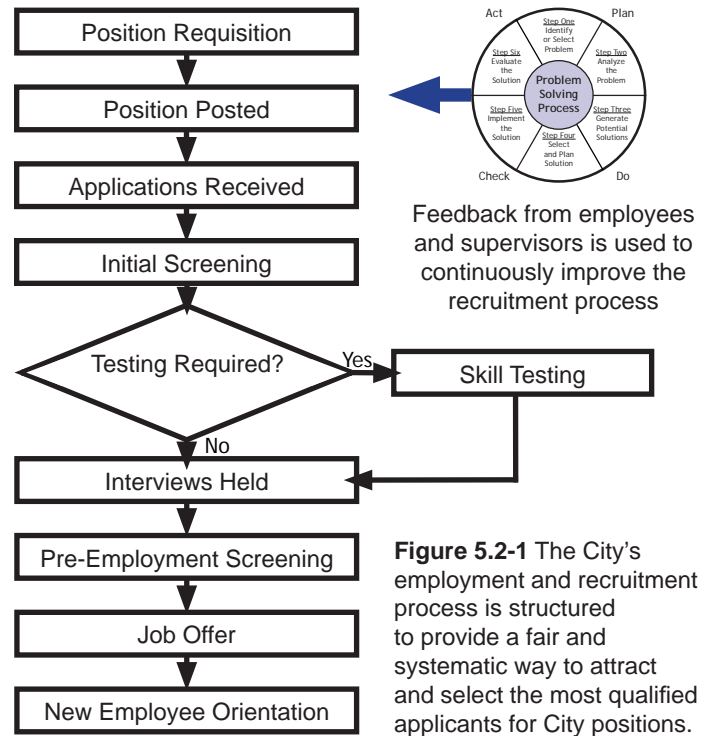 Position Requisition
Position Posted
Applications Received
Initial Screening
Testing Required?
Yes
Skill Testing
No
Interviews Held
Pre-Employment Screening
Job Offer
New Employee Orientation
Act
Plan
Step One
Identify
or Select
Problem
Step Two
Analyze
the
Problem
Step Three
Generate
Potential
Solutions
Step Four
Select
and Plan
Solution
Step Five
Implement
the
Solution
Step Six
Evaluate
the
Solution
Problem
Solving
Process
Check
Do
Feedback from employees
and supervisors is used to
continuously improve the
recruitment process
Figure 5.2-1 The City’s
employment and recruitment
process is structured
to provide a fair and
systematic way to attract
and select the most qualified
applicants for City positions.